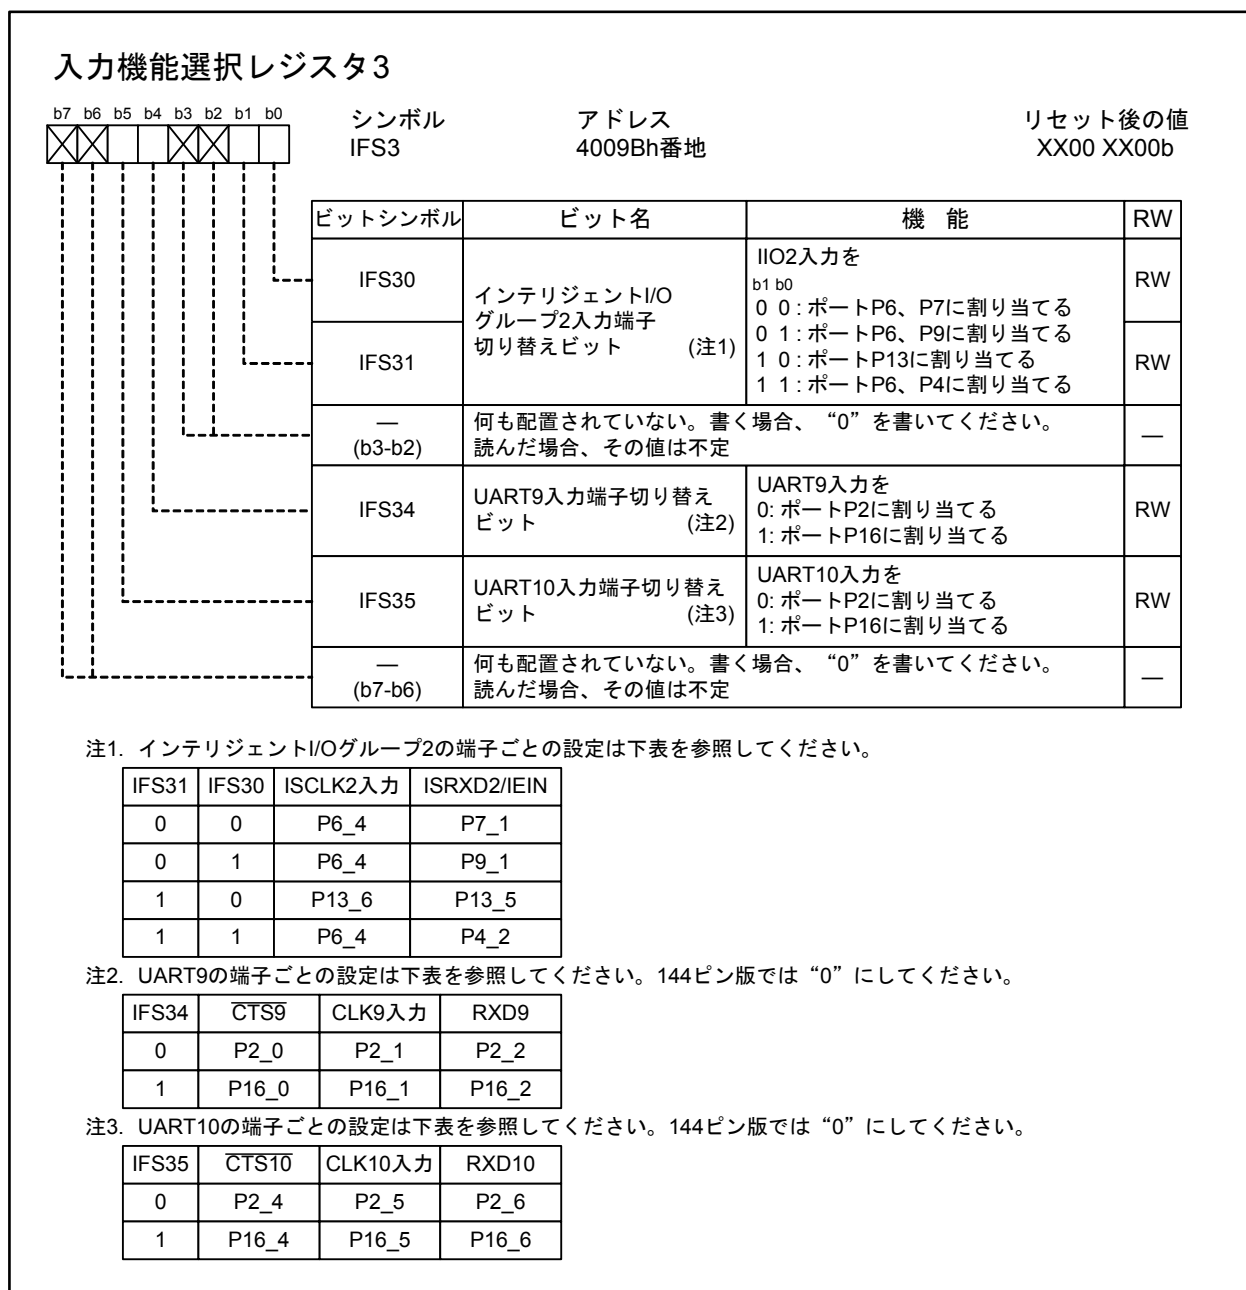 入力機能選択レジスタ3
b7 b6 b5 b4 b3 b2 b1 b0
シンボル アドレス リセット後の値
IFS3 4009Bh番地 XX00 XX00b
ビットシンボル ビット名 機 能 RW
IFS30 インテリジェントI/O
グループ2入力端子
切り替えビット (注1) IIO2入力を
b1 b0
0 0 : ポートP6、P7に割り当てる
0 1 : ポートP6、P9に割り当てる
1 0 : ポートP13に割り当てる
1 1 : ポートP6、P4に割り当てる RW
IFS31 RW
—
(b3-b2) 何も配置されていない。書く場合、“0”を書いてください。
読んだ場合、その値は不定 —
IFS34 UART9入力端子切り替え
ビット (注2) UART9入力を
0: ポートP2に割り当てる
1: ポートP16に割り当てる RW
IFS35 UART10入力端子切り替え
ビット (注3) UART10入力を
0: ポートP2に割り当てる
1: ポートP16に割り当てる RW
—
(b7-b6) 何も配置されていない。書く場合、“0”を書いてください。
読んだ場合、その値は不定 —
注1. インテリジェントI/Oグループ2の端子ごとの設定は下表を参照してください。
IFS31 IFS30 ISCLK2入力 ISRXD2/IEIN
0 0 P6_4 P7_1
0 1 P6_4 P9_1
1 0 P13_6 P13_5
1 1 P6_4 P4_2
注2. UART9の端子ごとの設定は下表を参照してください。144ピン版では“0”にしてください。
IFS34 C̅T̅S̅9̅ CLK9入力 RXD9
0 P2_0 P2_1 P2_2
1 P16_0 P16_1 P16_2
注3. UART10の端子ごとの設定は下表を参照してください。144ピン版では“0”にしてください。
IFS35 C̅T̅S̅1̅0̅ CLK10入力 RXD10
0 P2_4 P2_5 P2_6
1 P16_4 P16_5 P16_6